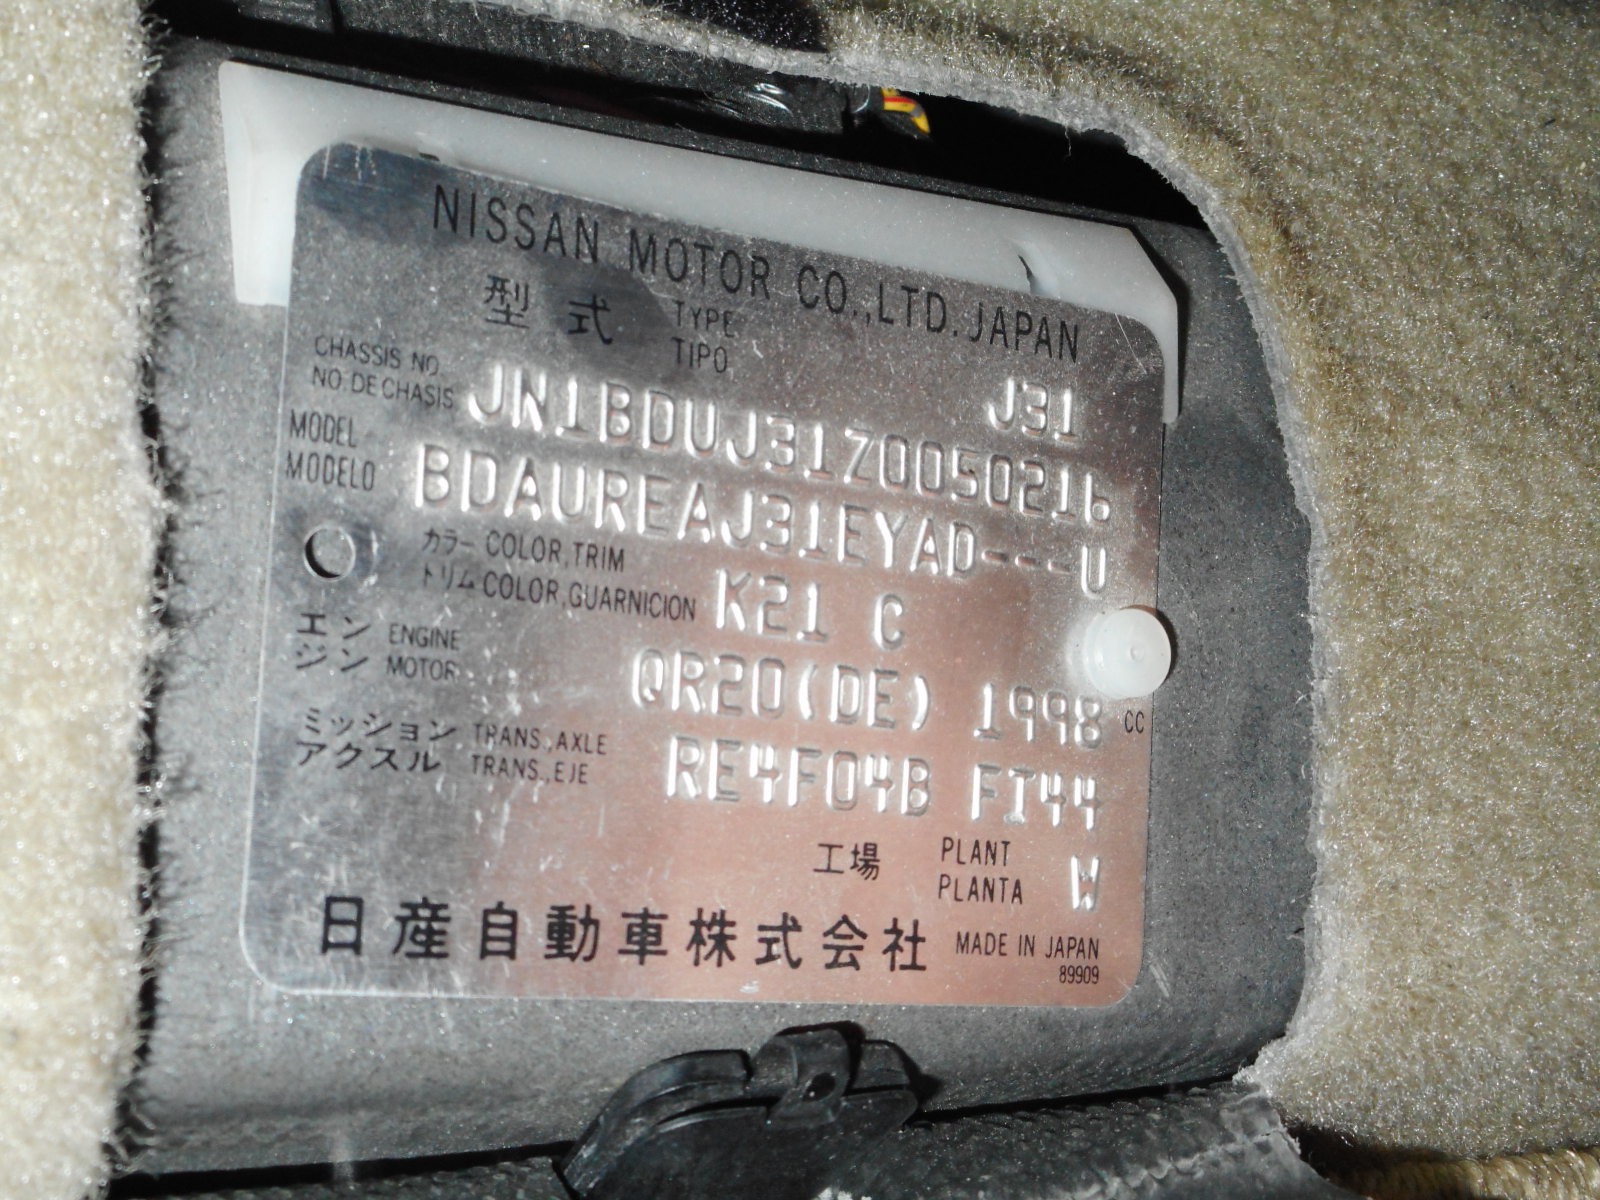 NISSAN MOTOR CO.,LTD. JAPAN
型 式 TYPE
TIPO
J31
CHASSIS NO.
NO. DE CHASIS
JN1BDUJ31Z0050216
MODEL
MODELO
BDAUREAJ31EYAD---U
カラー COLOR,TRIM
トリム COLOR,GUARNICION
K21 C
エン ENGINE
ジン MOTOR
QR20(DE) 1998 CC
ミッション TRANS.,AXLE
アクスル TRANS.,EJE
RE4F04B FI44
工場 PLANT
PLANTA
W
日産自動車株式会社 MADE IN JAPAN
89909